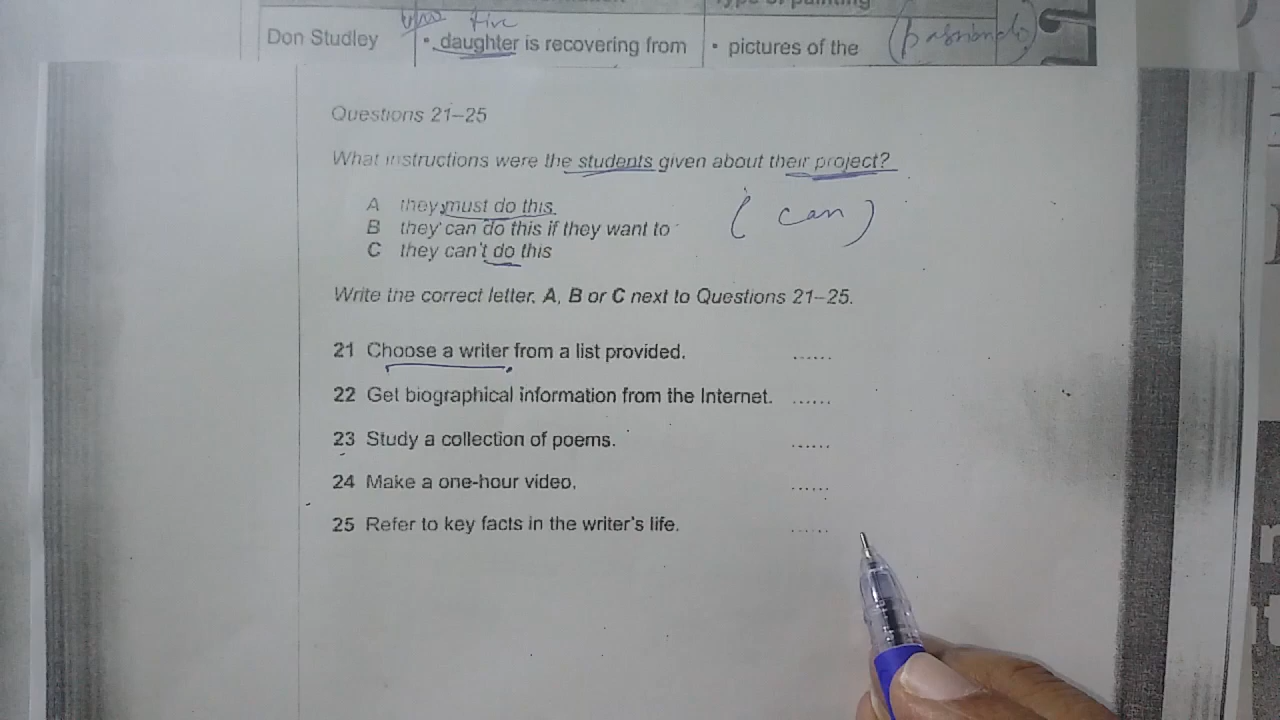 Type of painting
five
Don Studley
• daughter is recovering from
• pictures of the
Questions 21–25
What instructions were the students given about their project?
A they must do this.
B they can do this if they want to
C they can't do this
( can )
Write the correct letter, A, B or C next to Questions 21–25.
21 Choose a writer from a list provided. ......
22 Get biographical information from the Internet. ......
23 Study a collection of poems. ......
24 Make a one-hour video. ......
25 Refer to key facts in the writer's life. ......